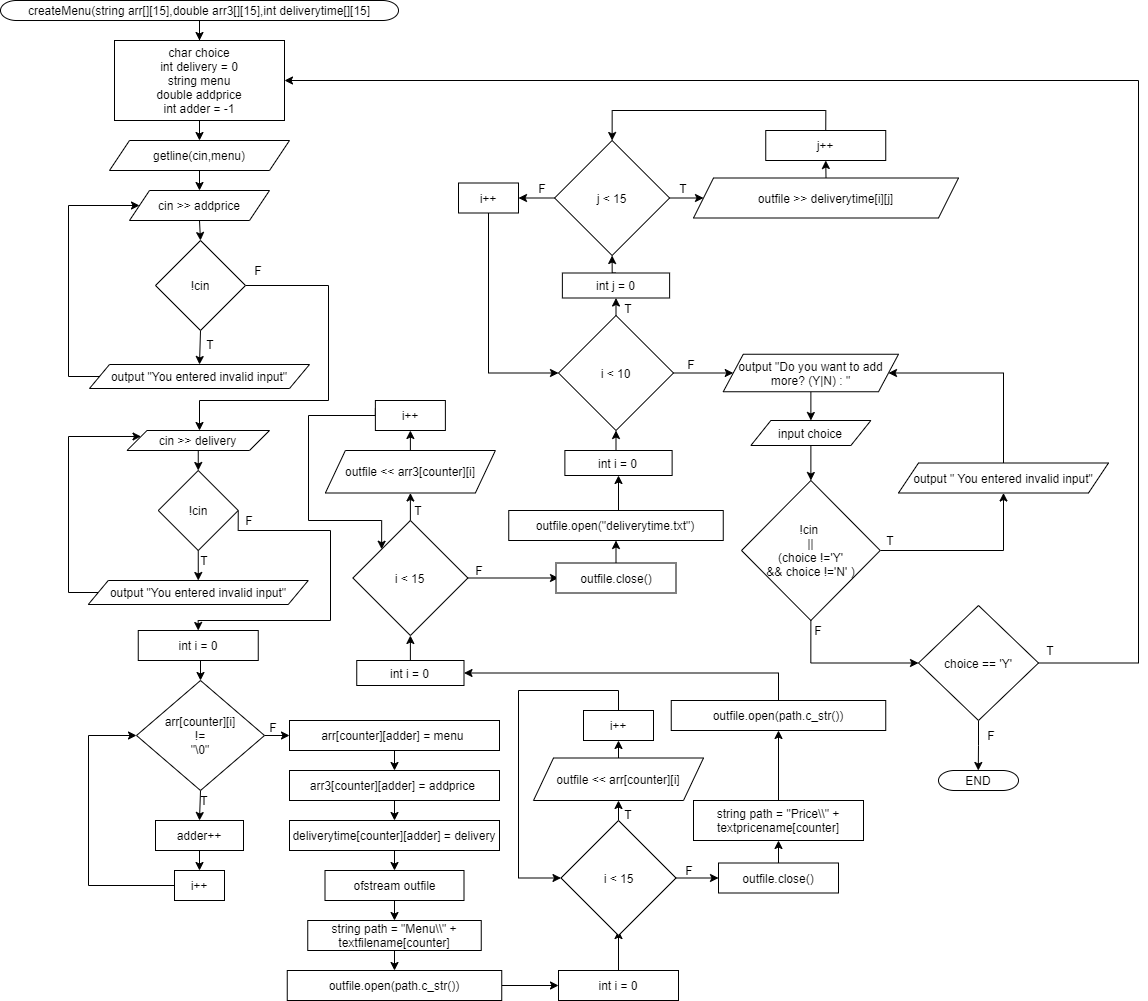 createMenu(string arr[][15],double arr3[][15],int deliverytime[][15]
char choice
int delivery = 0
string menu
double addprice
int adder = -1
getline(cin,menu)
cin >> addprice
!cin
F
T
output "You entered invalid input"
cin >> delivery
!cin
F
T
output "You entered invalid input"
int i = 0
arr[counter][i]
!=
"\0"
F
T
adder++
i++
arr[counter][adder] = menu
arr3[counter][adder] = addprice
deliverytime[counter][adder] = delivery
ofstream outfile
string path = "Menu\\" +
textfilename[counter]
outfile.open(path.c_str())
int i = 0
i < 15
T
F
outfile << arr[counter][i]
i++
outfile.close()
string path = "Price\\" +
textpricename[counter]
outfile.open(path.c_str())
int i = 0
i < 15
T
F
outfile << arr3[counter][i]
i++
outfile.close()
outfile.open("deliverytime.txt")
int i = 0
i < 10
T
F
int j = 0
j < 15
F
T
i++
outfile >> deliverytime[i][j]
j++
output "Do you want to add
more? (Y|N) : "
input choice
!cin
||
(choice !='Y'
&& choice !='N' )
T
F
output " You entered invalid input"
choice == 'Y'
T
F
END